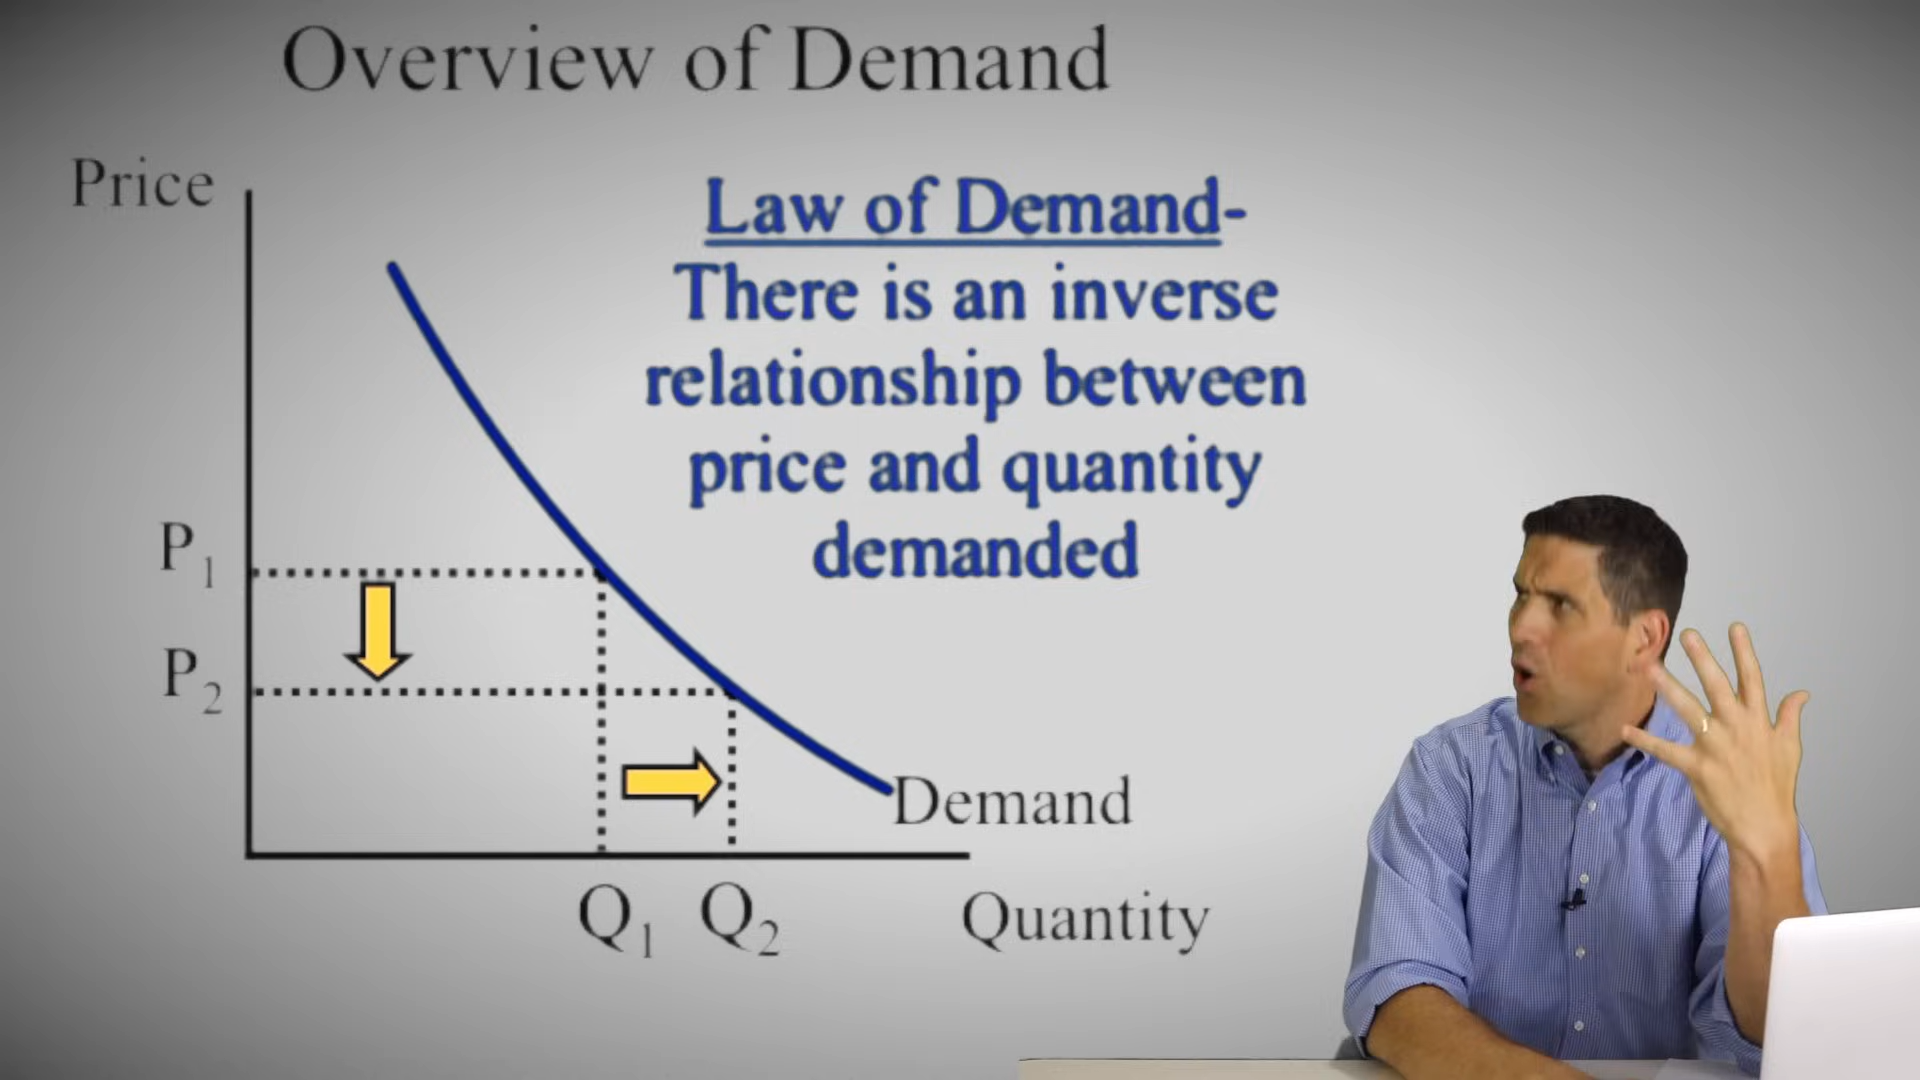 Overview of Demand
Price
Law of Demand-
There is an inverse
relationship between
price and quantity
demanded
P1
P2
Demand
Q1 Q2 Quantity